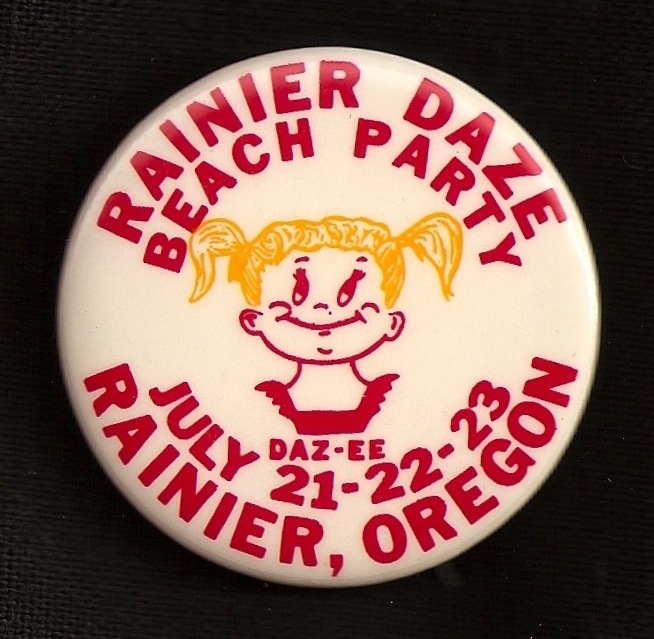 RAINIER DAZE
BEACH PARTY
DAZ-EE
JULY 21-22-23
RAINIER, OREGON